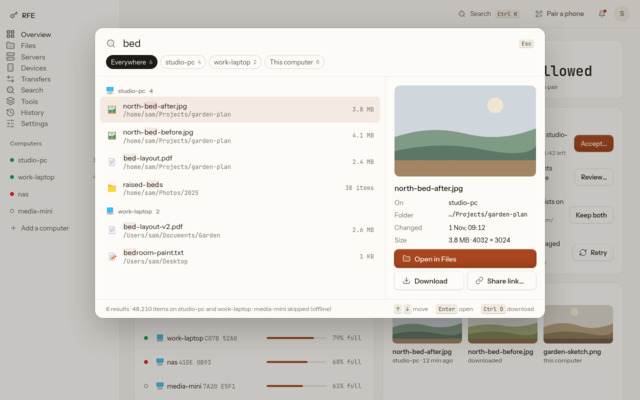 RFE
Search Ctrl K
Pair a phone
S
Overview
Files
Servers
Devices
Transfers
Search
Tools
History
Settings
Computers
studio-pc
work-laptop
nas
media-mini
+ Add a computer
bed
Esc
Everywhere 6
studio-pc 4
work-laptop 2
This computer 0
studio-pc 4
north-bed-after.jpg
/home/sam/Projects/garden-plan
3.8 MB
north-bed-before.jpg
/home/sam/Projects/garden-plan
4.1 MB
bed-layout.pdf
/home/sam/Projects/garden-plan
2.4 MB
raised-beds
/home/sam/Photos/2025
38 items
work-laptop 2
bed-layout-v2.pdf
/Users/sam/Documents/Garden
2.6 MB
bedroom-paint.txt
/Users/sam/Desktop
1 KB
north-bed-after.jpg
On studio-pc
Folder …/Projects/garden-plan
Changed 1 Nov, 09:12
Size 3.8 MB · 4032 × 3024
Open in Files
Download
Share link…
6 results · 48,210 items on studio-pc and work-laptop · media-mini skipped (offline)
↑ ↓ move Enter open Ctrl D download
llowed
pair
studio-
:42 left
Accept…
Review…
Keep both
Retry
work-laptop C07B 52A8
79% full
nas 41DE 0B93
68% full
media-mini 7A20 E5F1
61% full
north-bed-after.jpg
studio-pc · 12 min ago
north-bed-before.jpg
downloaded
garden-sketch.png
this computer